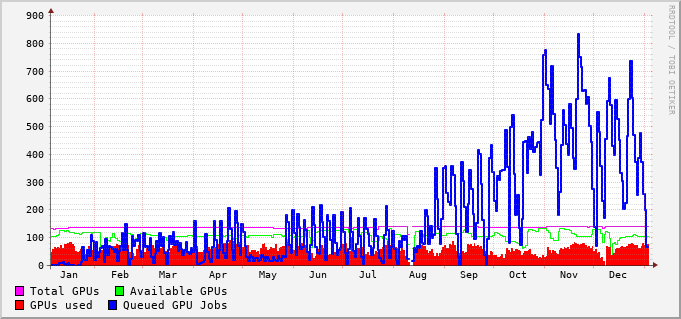 900
800
700
600
500
400
300
200
100
0
Jan Feb Mar Apr May Jun Jul Aug Sep Oct Nov Dec
Total GPUs Available GPUs
GPUs used Queued GPU Jobs
RRDTOOL / TOBI OETIKER